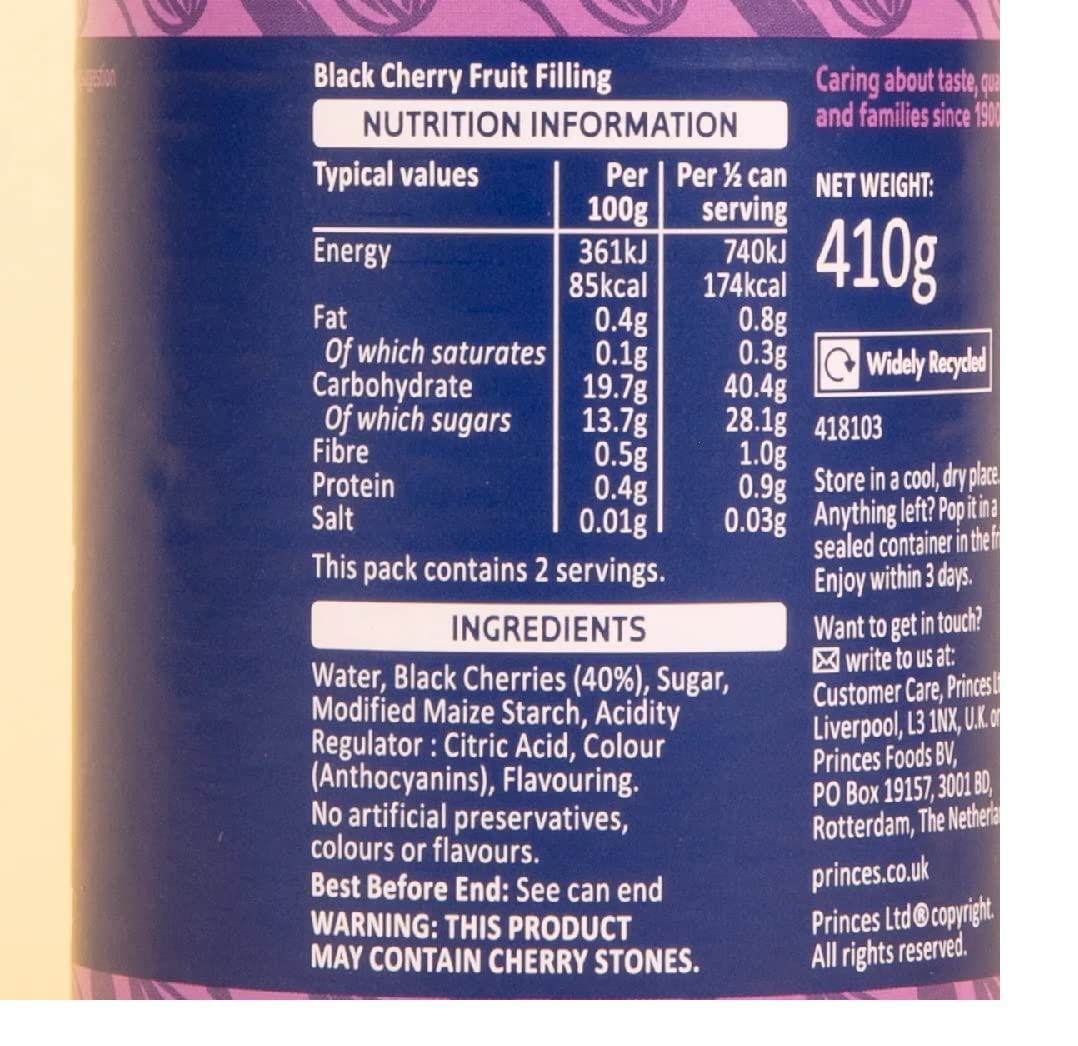 Black Cherry Fruit Filling
NUTRITION INFORMATION
Typical values Per 100g Per ½ can serving
Energy 361kJ 740kJ
85kcal 174kcal
Fat 0.4g 0.8g
Of which saturates 0.1g 0.3g
Carbohydrate 19.7g 40.4g
Of which sugars 13.7g 28.1g
Fibre 0.5g 1.0g
Protein 0.4g 0.9g
Salt 0.01g 0.03g
This pack contains 2 servings.
INGREDIENTS
Water, Black Cherries (40%), Sugar,
Modified Maize Starch, Acidity
Regulator : Citric Acid, Colour
(Anthocyanins), Flavouring.
No artificial preservatives,
colours or flavours.
Best Before End: See can end
WARNING: THIS PRODUCT
MAY CONTAIN CHERRY STONES.
Caring about taste,
and families since 1900
NET WEIGHT:
410g
Widely Recycled
418103
Store in a cool, dry place.
Anything left? Pop it in a
sealed container in the
Enjoy within 3 days.
Want to get in touch?
write to us at:
Customer Care, Princes
Liverpool, L3 1NX, U.K. or
Princes Foods BV,
PO Box 19157, 3001 BD,
Rotterdam, The
princes.co.uk
Princes Ltd ® copyright.
All rights reserved.